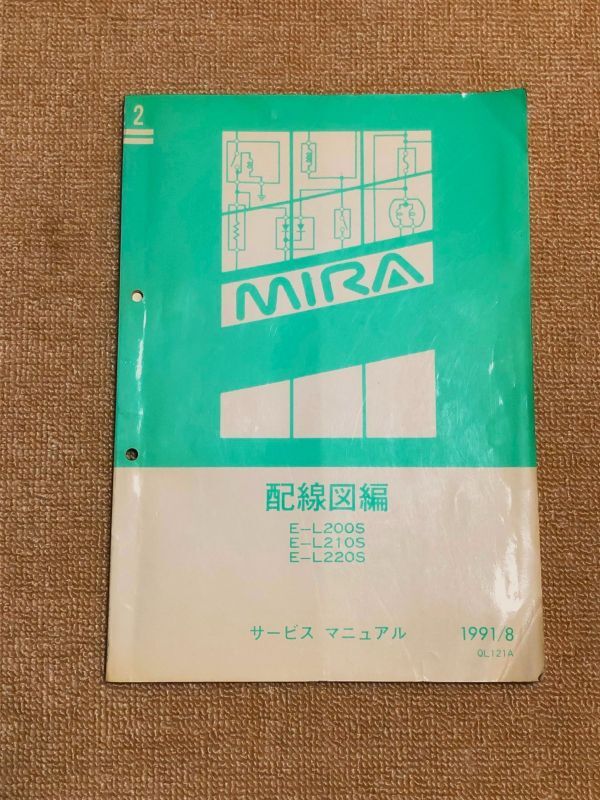 2
MIRA
配線図編
E-L200S
E-L210S
E-L220S
サービス マニュアル 1991/8
QL121A